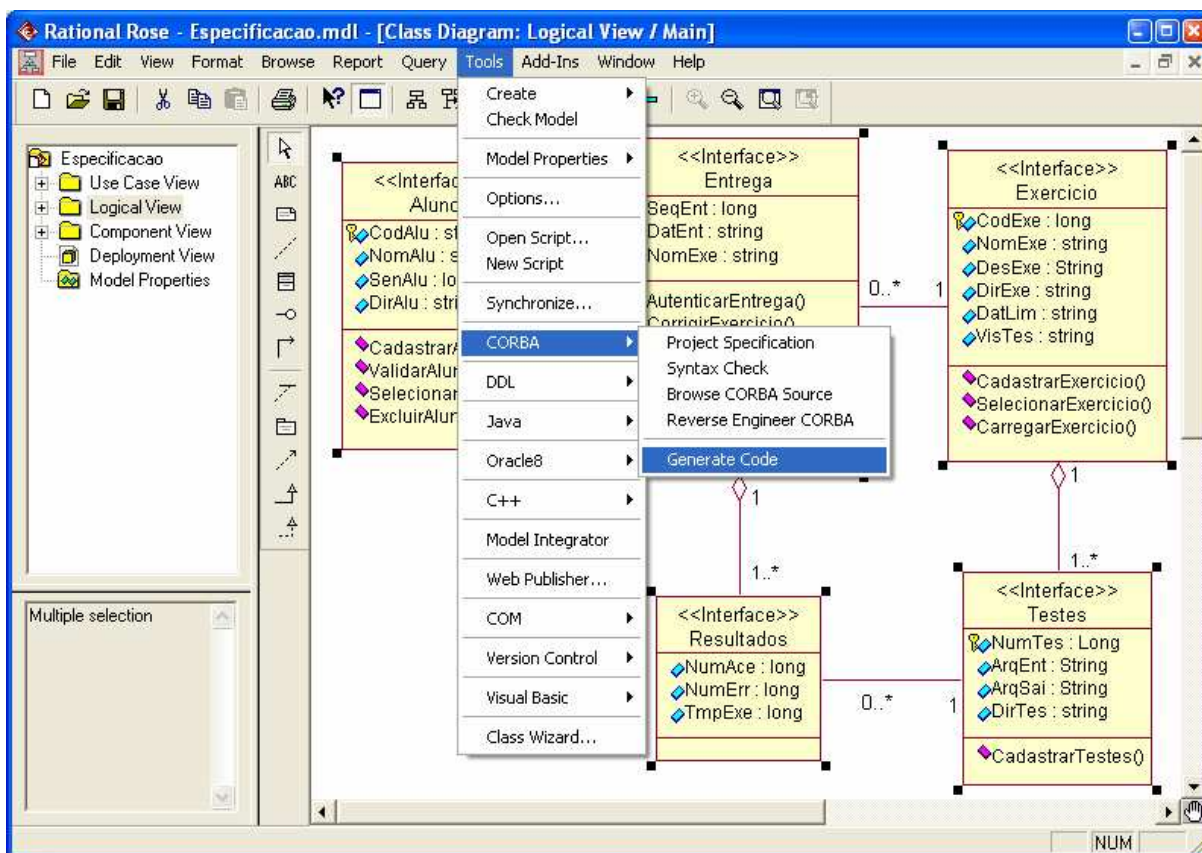 Rational Rose - Especificacao.mdl - [Class Diagram: Logical View / Main]
File Edit View Format Browse Report Query Tools Add-Ins Window Help
Especificacao
Use Case View
Logical View
Component View
Deployment View
Model Properties
Multiple selection
ABC
Create
Check Model
Model Properties
Options...
Open Script...
New Script
Synchronize...
CORBA
DDL
Java
Oracle8
C++
Model Integrator
Web Publisher...
COM
Version Control
Visual Basic
Class Wizard...
Project Specification
Syntax Check
Browse CORBA Source
Reverse Engineer CORBA
Generate Code
<<Interfac
Aluno
CodAlu : st
NomAlu : s
SenAlu : lo
DirAlu : stri
CadastrarA
ValidarAlur
Selecionar
ExcluirAlun
<<Interface>>
Entrega
SeqEnt : long
DatEnt : string
NomExe : string
AutenticarEntrega()
CorrigirExercicio()
0..* 1
<<Interface>>
Exercicio
CodExe : long
NomExe : string
DesExe : String
DirExe : string
DatLim : string
VisTes : string
CadastrarExercicio()
SelecionarExercicio()
CarregarExercicio()
1
1..*
1
1..*
<<Interface>>
Resultados
NumAce : long
NumErr : long
TmpExe : long
0..* 1
<<Interface>>
Testes
NumTes : Long
ArqEnt : String
ArqSai : String
DirTes : string
CadastrarTestes()
NUM